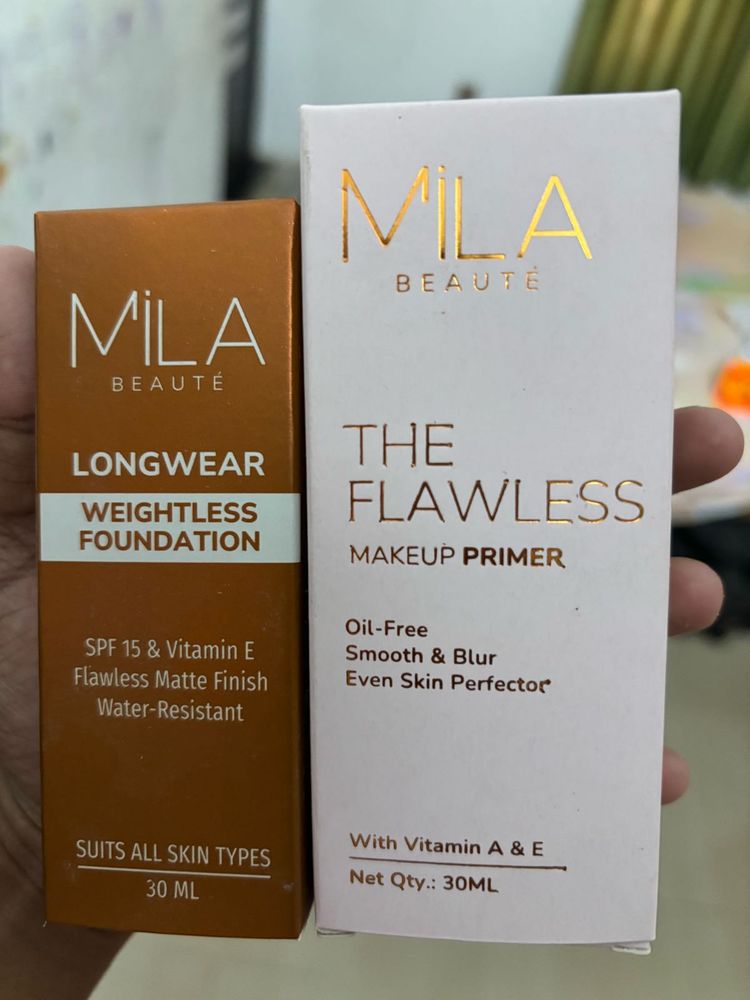 MiLA
BEAUTÉ
LONGWEAR
WEIGHTLESS
FOUNDATION
SPF 15 & Vitamin E
Flawless Matte Finish
Water-Resistant
SUITS ALL SKIN TYPES
30 ML
MiLA
BEAUTÉ
THE
FLAWLESS
MAKEUP PRIMER
Oil-Free
Smooth & Blur
Even Skin Perfector
With Vitamin A & E
Net Qty.: 30ML